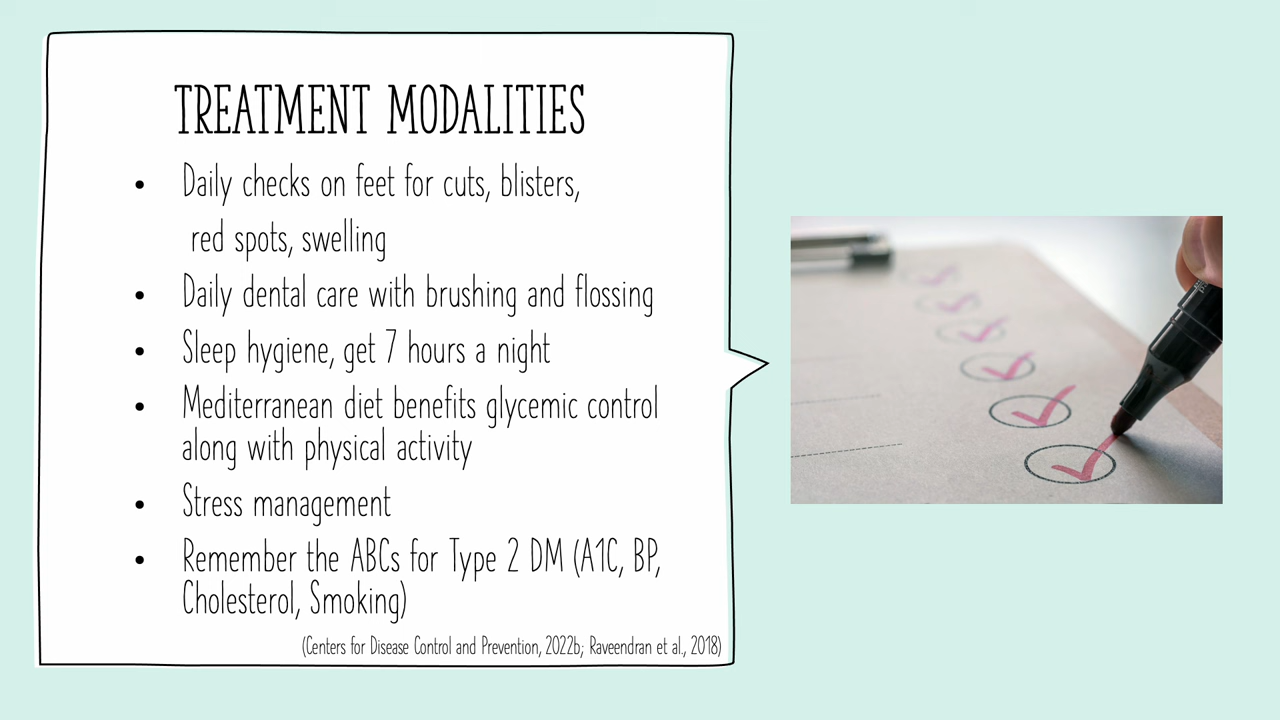 TREATMENT MODALITIES
• Daily checks on feet for cuts, blisters,
red spots, swelling
• Daily dental care with brushing and flossing
• Sleep hygiene, get 7 hours a night
• Mediterranean diet benefits glycemic control
along with physical activity
• Stress management
• Remember the ABCs for Type 2 DM (A1C, BP,
Cholesterol, Smoking)
(Centers for Disease Control and Prevention, 2022b; Raveendran et al., 2018)